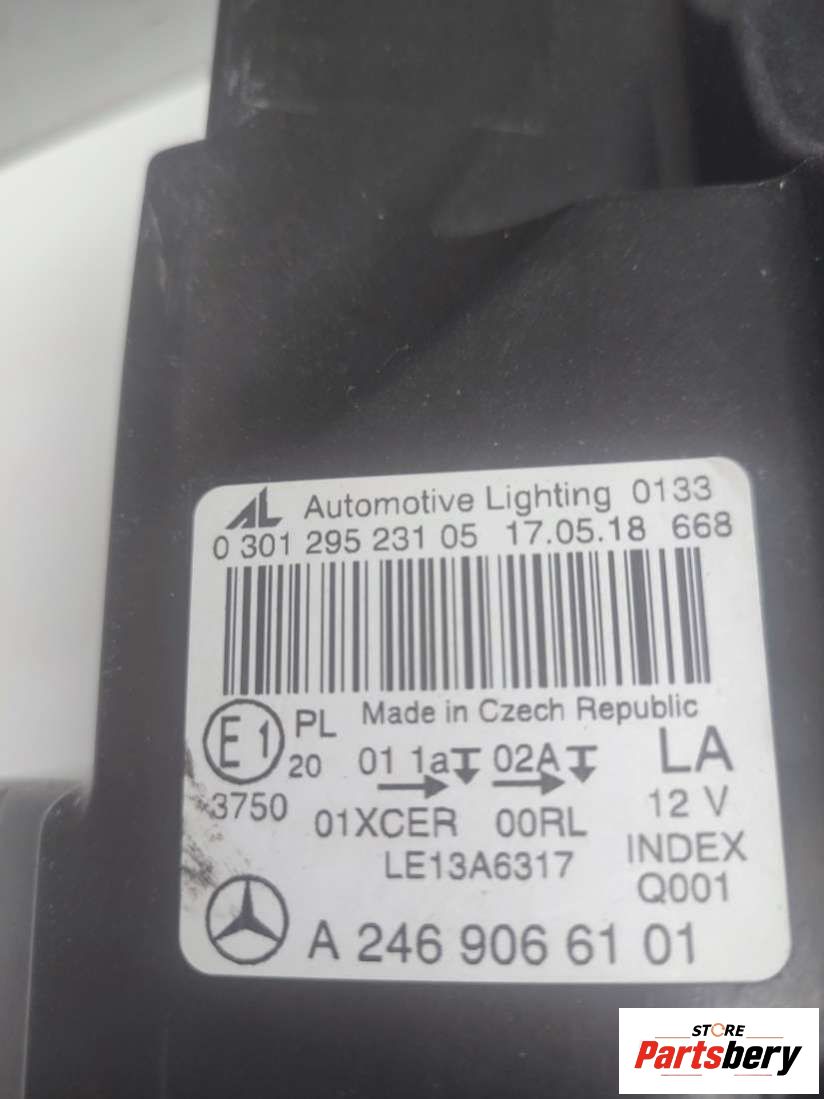 AL Automotive Lighting 0133
0 301 295 231 05 17.05.18 668
Made in Czech Republic
E1 PL
20 01 1a 02A LA
3750 01XCER 00RL 12 V
LE13A6317 INDEX
Q001
A 246 906 61 01
STORE
Partsbery